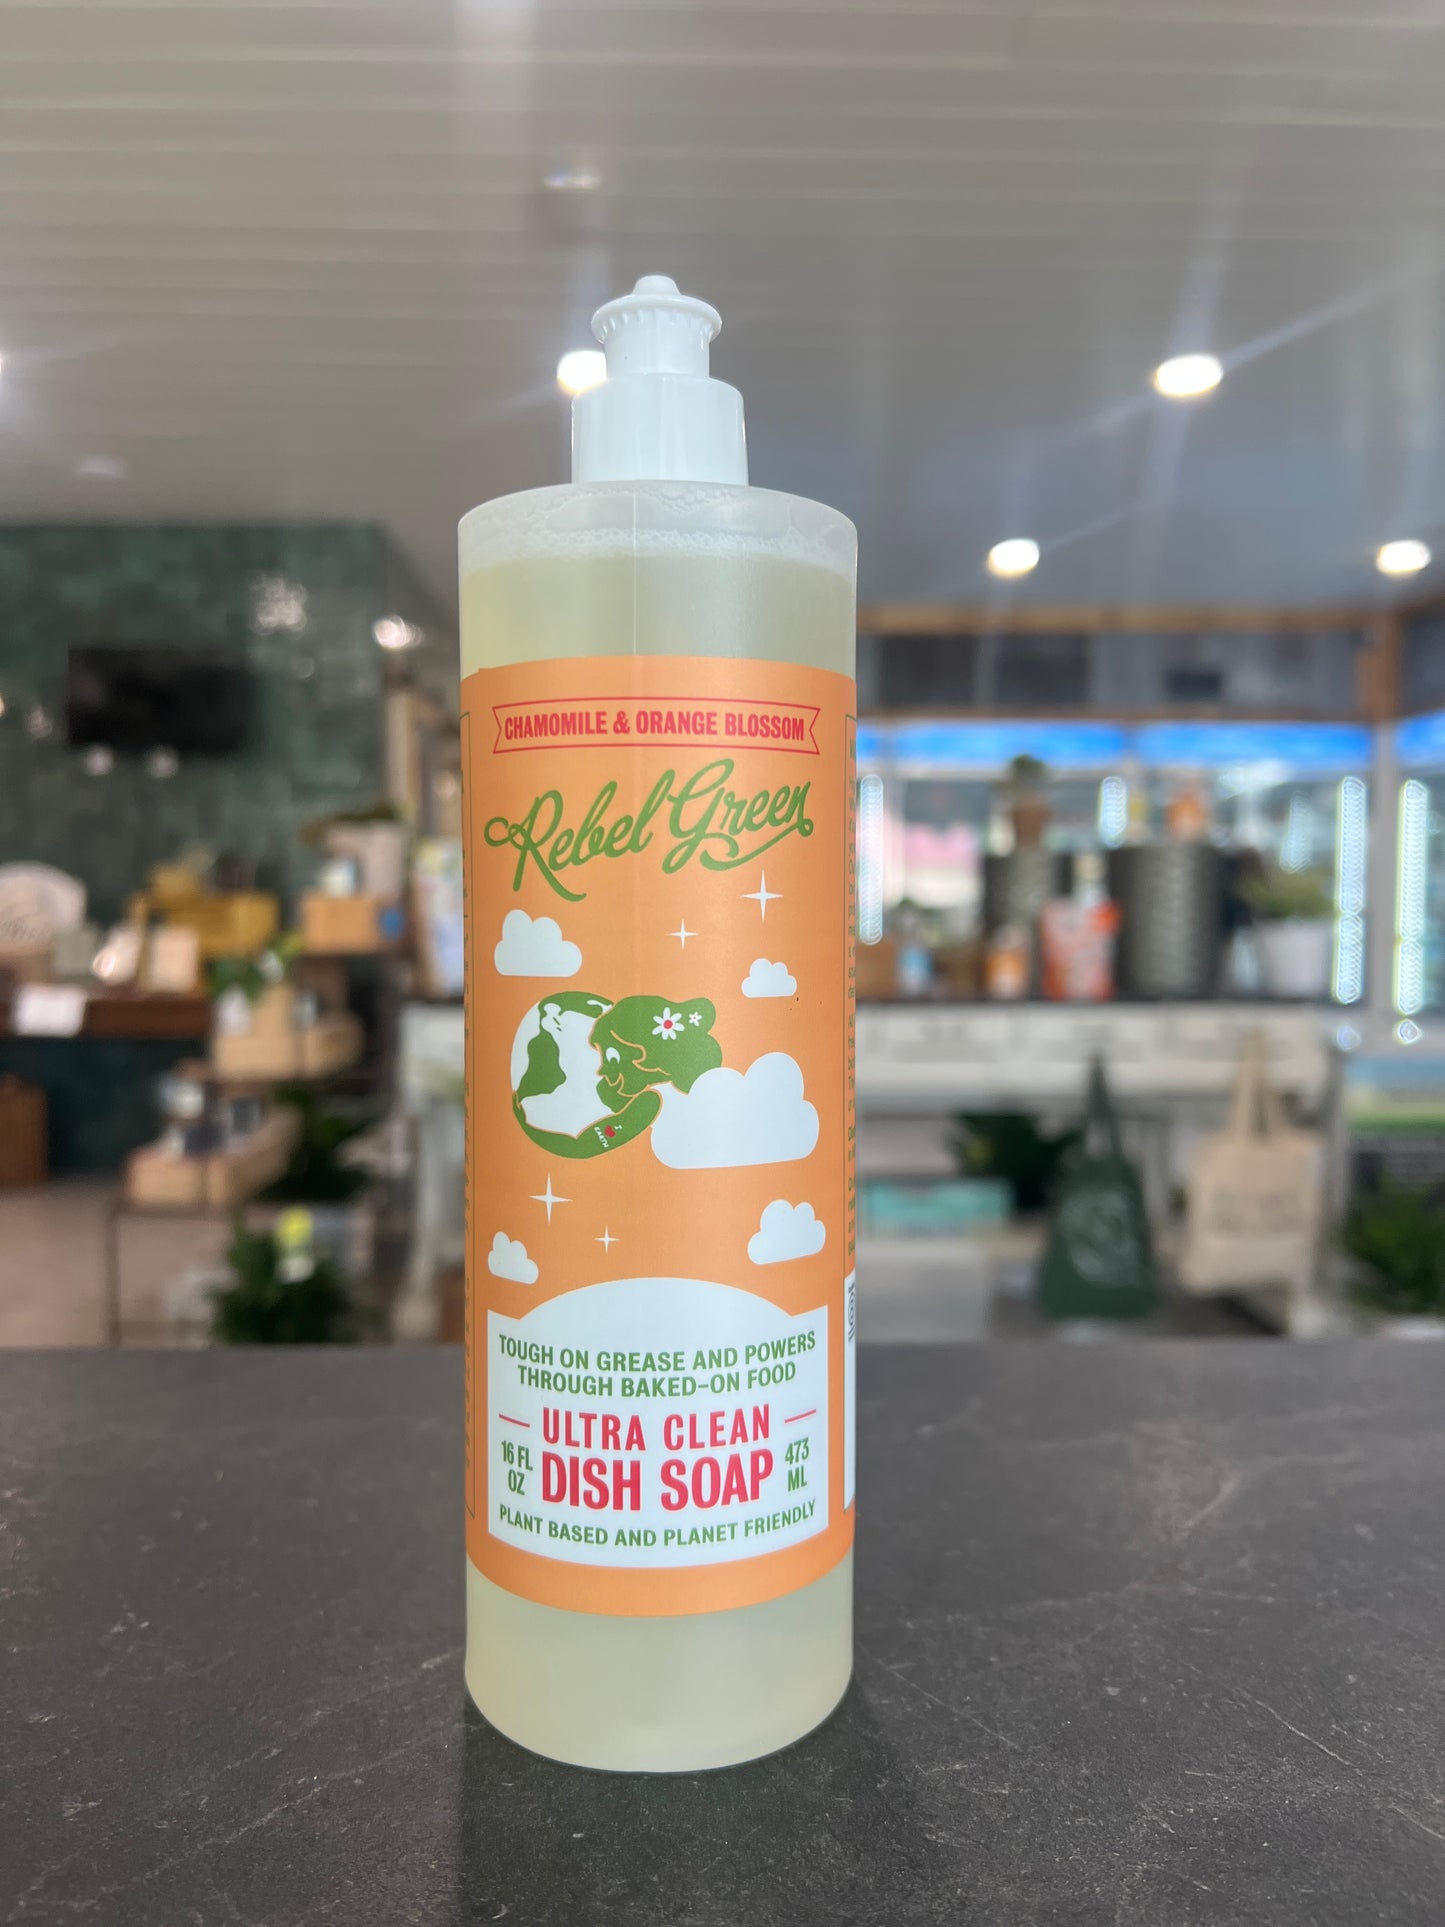 CHAMOMILE & ORANGE BLOSSOM
Rebel Green
I ♥
EARTH
TOUGH ON GREASE AND POWERS
THROUGH BAKED-ON FOOD
ULTRA CLEAN
16 FL
OZ
DISH SOAP
473
ML
PLANT BASED AND PLANET FRIENDLY